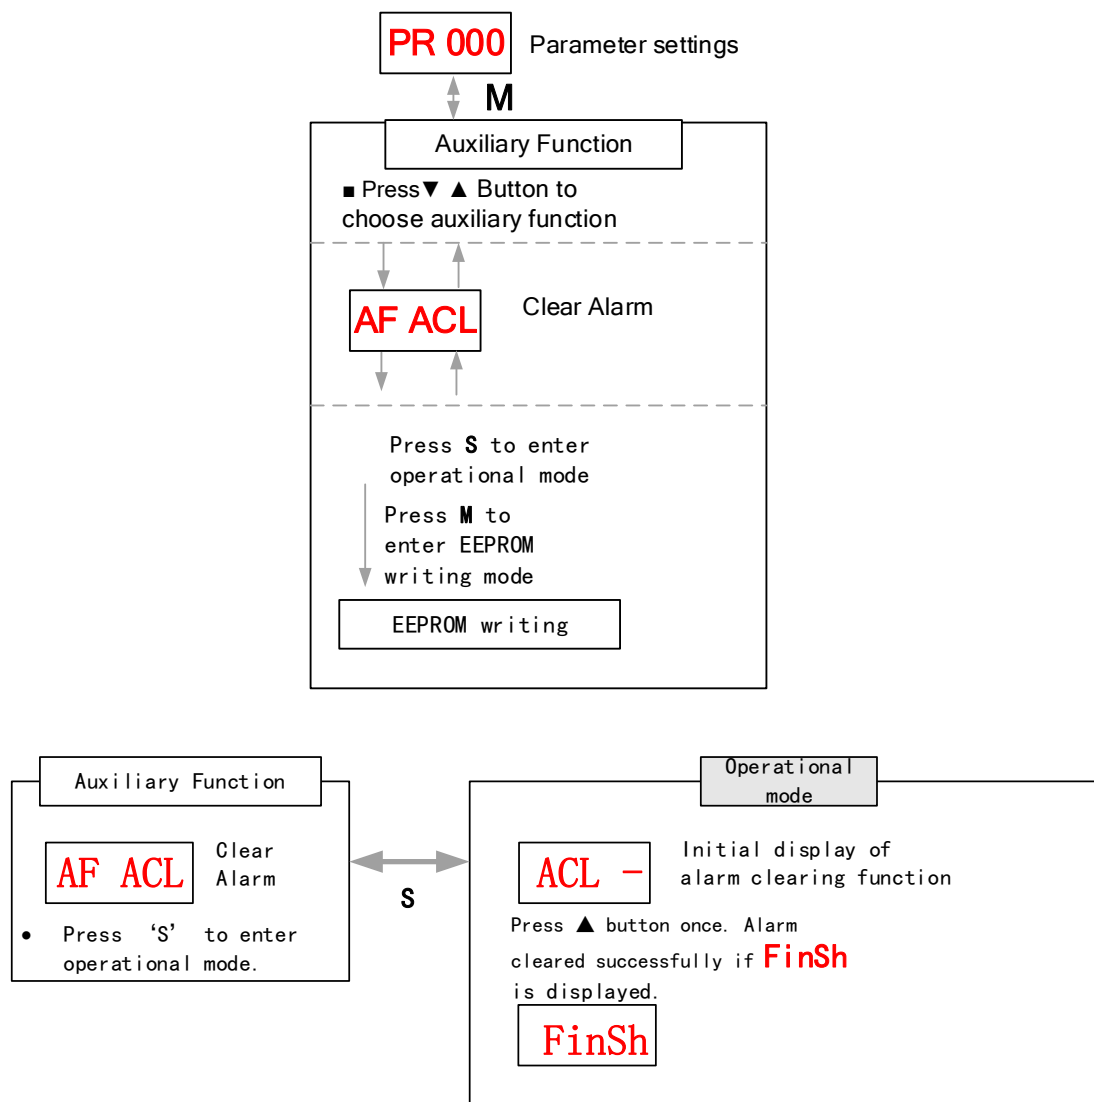 PR 000 Parameter settings
M
Auxiliary Function
■ Press▼ ▲ Button to
choose auxiliary function
AF ACL Clear Alarm
Press S to enter
operational mode
Press M to
enter EEPROM
writing mode
EEPROM writing
Auxiliary Function
AF ACL
Clear
Alarm
• Press ‘S’ to enter
operational mode.
S
Operational
mode
ACL -
Initial display of
alarm clearing function
Press ▲ button once. Alarm
cleared successfully if FinSh
is displayed.
FinSh